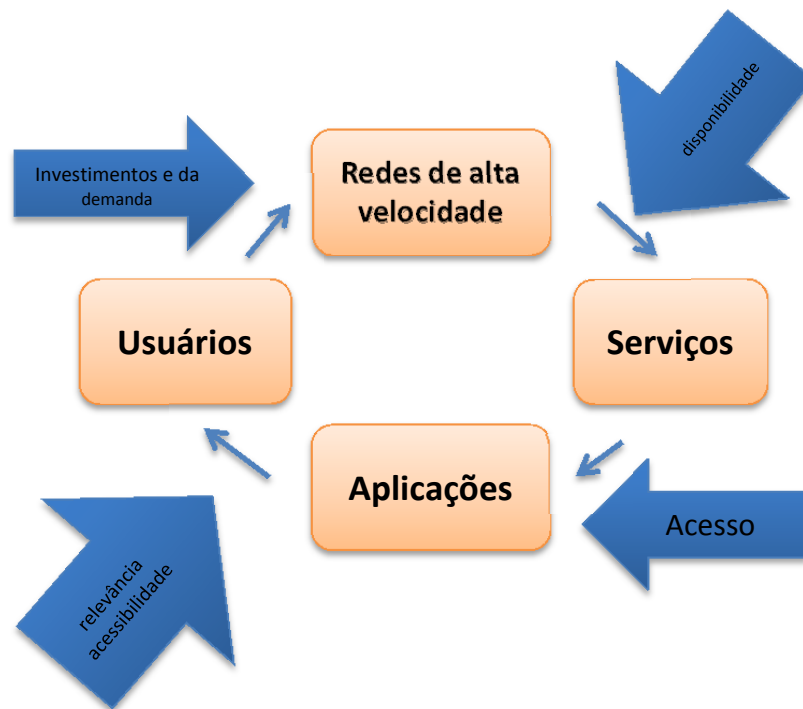 disponibilidade
Investimentos e da
demanda
Redes de alta
velocidade
Usuários
Serviços
Aplicações
Acesso
relevância
acessibilidade